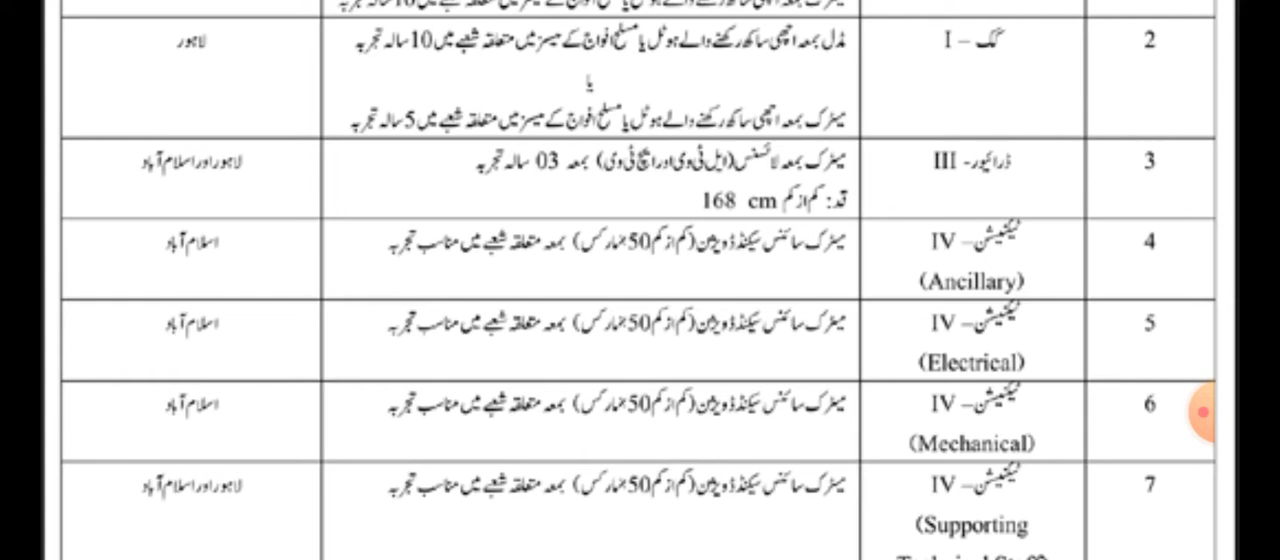 2 کک – I مڈل بمعہ اچھی ساکھ رکھنے والے ہوٹل یا مسلح افواج کے میسز میں متعلقہ شعبے میں 10 سالہ تجربہ لاہور
یا
میٹرک بمعہ اچھی ساکھ رکھنے والے ہوٹل یا مسلح افواج کے میسز میں متعلقہ شعبے میں 5 سالہ تجربہ
3 ڈرائیور- III میٹرک بمعہ لائسنس (ایل ٹی وی اور ایچ ٹی وی) بمعہ 03 سالہ تجربہ لاہور اور اسلام آباد
قد: کم از کم 168 cm
4 ٹیکنیشن – IV میٹرک سائنس سیکنڈ ڈویژن (کم از کم 50٪ مارکس) بمعہ متعلقہ شعبے میں مناسب تجربہ اسلام آباد
(Ancillary)
5 ٹیکنیشن – IV میٹرک سائنس سیکنڈ ڈویژن (کم از کم 50٪ مارکس) بمعہ متعلقہ شعبے میں مناسب تجربہ اسلام آباد
(Electrical)
6 ٹیکنیشن – IV میٹرک سائنس سیکنڈ ڈویژن (کم از کم 50٪ مارکس) بمعہ متعلقہ شعبے میں مناسب تجربہ اسلام آباد
(Mechanical)
7 ٹیکنیشن – IV میٹرک سائنس سیکنڈ ڈویژن (کم از کم 50٪ مارکس) بمعہ متعلقہ شعبے میں مناسب تجربہ لاہور اور اسلام آباد
(Supporting